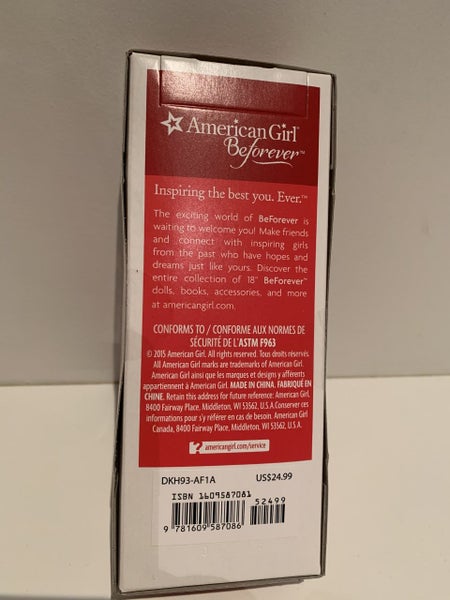 American Girl®
BeForever™
Inspiring the best you. Ever.™
The exciting world of BeForever is
waiting to welcome you! Make friends
and connect with inspiring girls
from the past who have hopes and
dreams just like yours. Discover the
entire collection of 18" BeForever™
dolls, books, accessories, and more
at americangirl.com.
CONFORMS TO / CONFORME AUX NORMES DE
SÉCURITÉ DE L'ASTM F963
© 2015 American Girl. All rights reserved. Tous droits réservés.
All American Girl marks are trademarks of American Girl.
American Girl ainsi que les marques et designs y afférents
appartiennent à American Girl. MADE IN CHINA. FABRIQUÉ EN
CHINE. Retain this address for future reference: American Girl,
8400 Fairway Place, Middleton, WI 53562, U.S.A. Conserver ces
informations pour s'y référer en cas de besoin. American Girl
Canada, 8400 Fairway Place, Middleton, WI 53562, U.S.A.
? americangirl.com/service
DKH93-AF1A US$24.99
ISBN 1609587081
52499
9 781609 587086